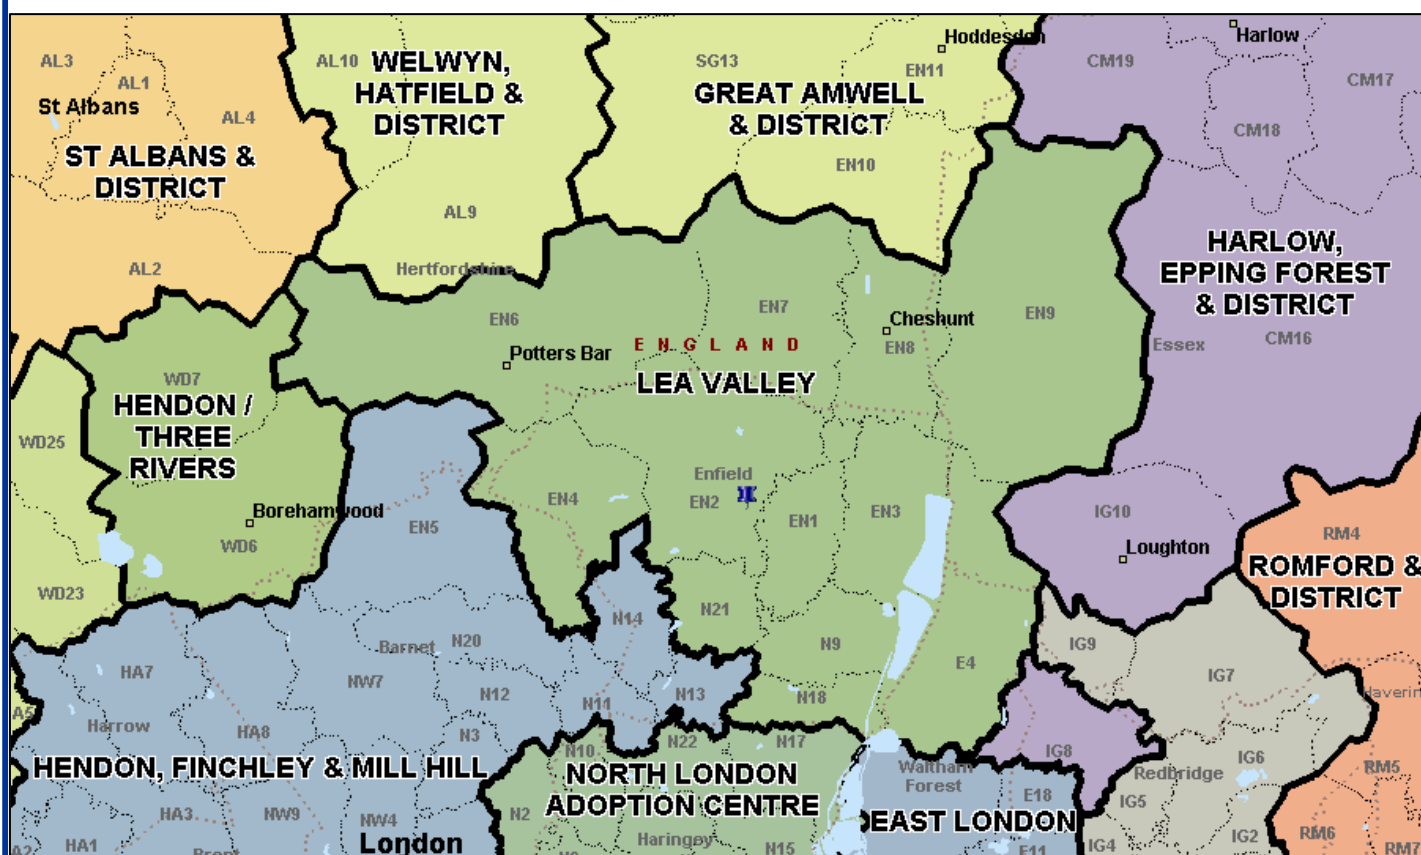 Hoddesdon
Harlow
AL3
AL10
WELWYN,
HATFIELD &
DISTRICT
SG13
EN11
CM19
CM17
AL1
St Albans
AL4
GREAT AMWELL
& DISTRICT
CM18
ST ALBANS &
DISTRICT
EN10
AL9
HARLOW,
EPPING FOREST
& DISTRICT
AL2
Hertfordshire
EN6
EN7
Cheshunt
EN9
Potters Bar
ENGLAND
EN8
Essex
CM16
WD7
LEA VALLEY
HENDON /
THREE
RIVERS
WD25
Enfield
EN4
EN2
EN1
EN3
IG10
Borehamwood
EN5
RM4
WD6
Loughton
ROMFORD &
DISTRICT
WD23
N21
N14
Barnet
N20
N9
IG9
HA7
NW7
N12
N13
N18
E4
IG7
Harrow
HA8
N11
N3
N10
N22
N17
IG8
IG6
RM5
HENDON, FINCHLEY & MILL HILL
NORTH LONDON
ADOPTION CENTRE
Waltham
Forest
Redbridge
E18
IG5
HA3
NW9
NW4
N2
EAST LONDON
London
Haringey
N15
E11
IG4
IG2
RM6
HA1